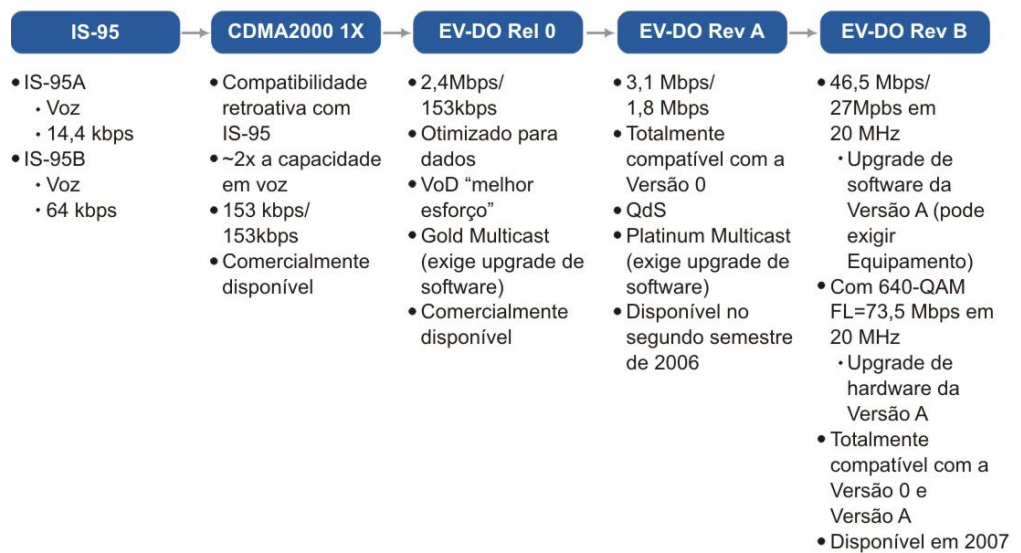 IS-95
CDMA2000 1X
EV-DO Rel 0
EV-DO Rev A
EV-DO Rev B
• IS-95A
· Voz
· 14,4 kbps
• IS-95B
· Voz
· 64 kbps
• Compatibilidade
retroativa com
IS-95
• ~2x a capacidade
em voz
• 153 kbps/
153kbps
• Comercialmente
disponível
• 2,4Mbps/
153kbps
• Otimizado para
dados
• VoD “melhor
esforço”
• Gold Multicast
(exige upgrade de
software)
• Comercialmente
disponível
• 3,1 Mbps/
1,8 Mbps
• Totalmente
compatível com a
Versão 0
• QdS
• Platinum Multicast
(exige upgrade de
software)
• Disponível no
segundo semestre
de 2006
• 46,5 Mbps/
27Mpbs em
20 MHz
· Upgrade de
software da
Versão A (pode
exigir
Equipamento)
• Com 640-QAM
FL=73,5 Mbps em
20 MHz
· Upgrade de
hardware da
Versão A
• Totalmente
compatível com a
Versão 0 e
Versão A
• Disponível em 2007